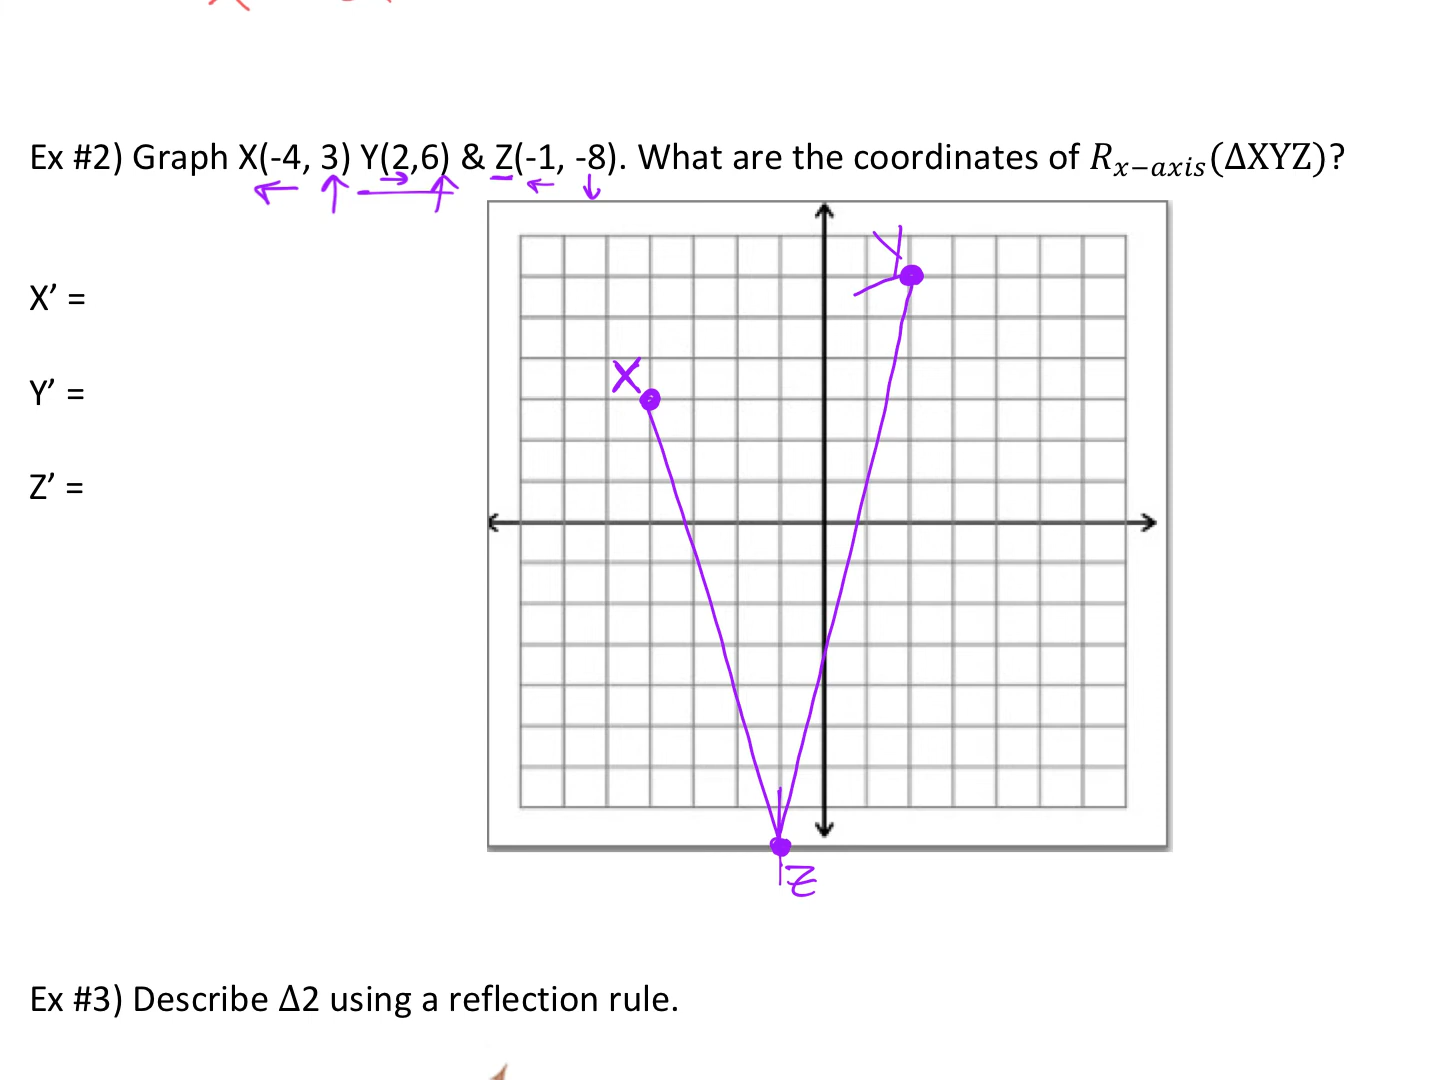 Ex #2) Graph X(-4, 3) Y(2,6) & Z(-1, -8). What are the coordinates of R_{x−axis}(ΔXYZ)?
Y
X’ =
X
Y’ =
Z’ =
Z
Ex #3) Describe Δ2 using a reflection rule.